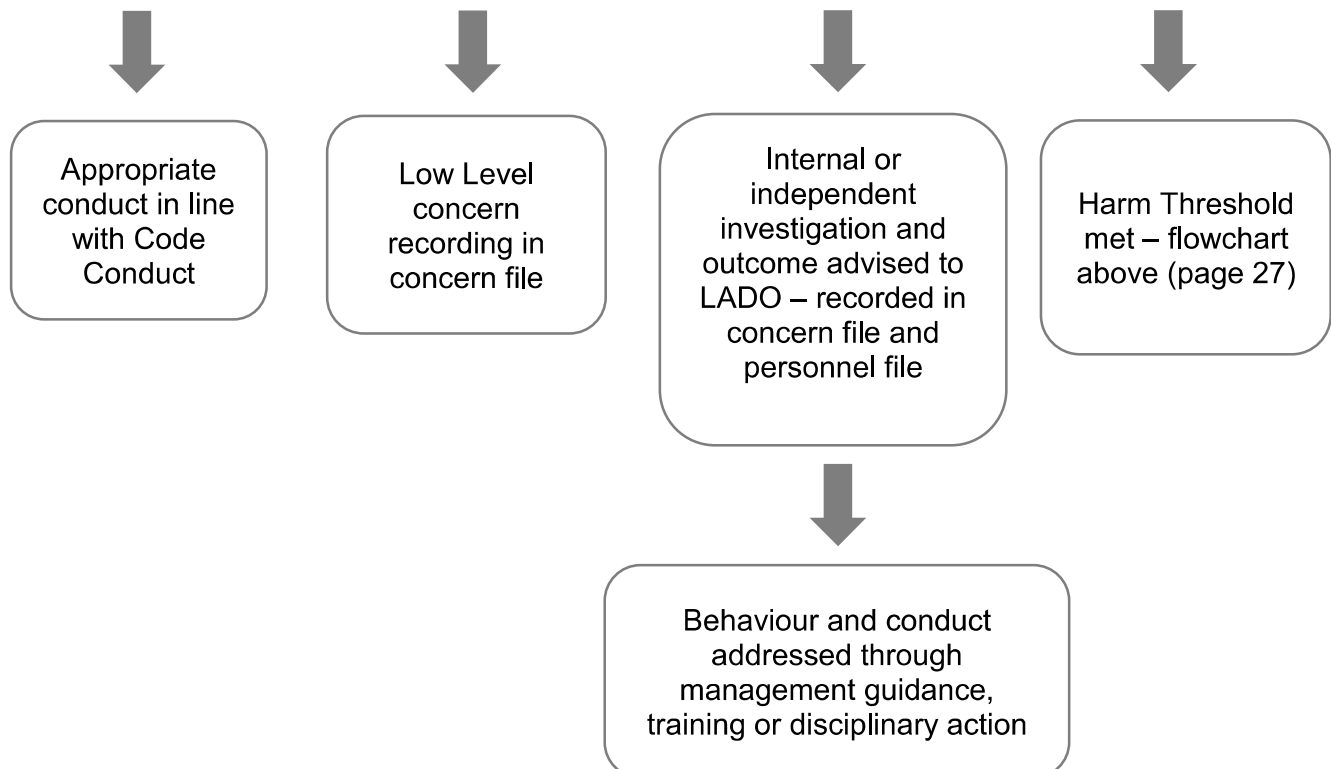 Appropriate
conduct in line
with Code
Conduct
Low Level
concern
recording in
concern file
Internal or
independent
investigation and
outcome advised to
LADO – recorded in
concern file and
personnel file
Harm Threshold
met – flowchart
above (page 27)
Behaviour and conduct
addressed through
management guidance,
training or disciplinary action